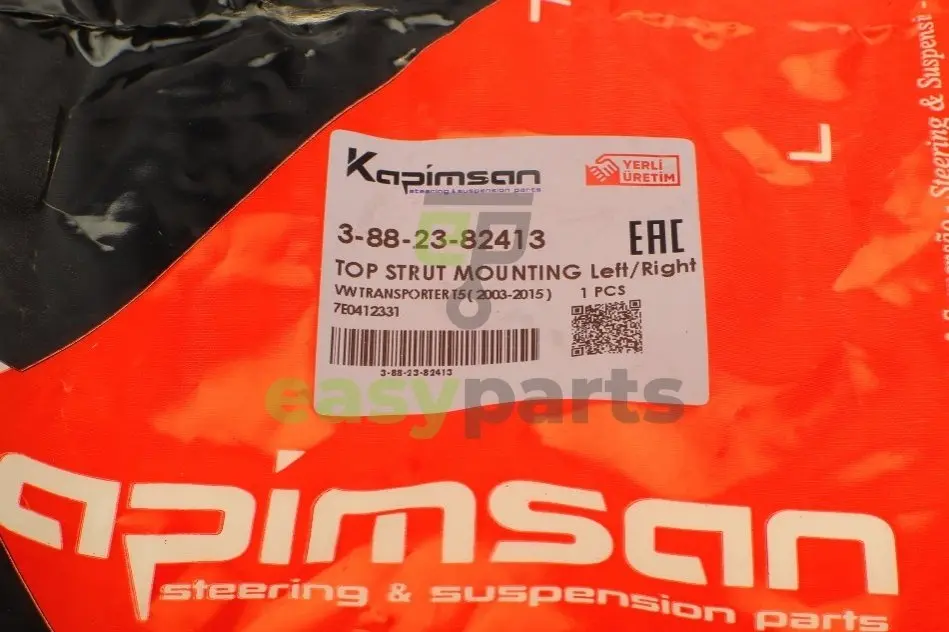 Steering & Suspensi
Kapimsan
steering & suspension parts
YERLİ
ÜRETİM
3-88-23-82413
EAC
TOP STRUT MOUNTING Left/Right
VW TRANSPORTER T5 ( 2003-2015 ) 1 PCS
7E0412331
3-88-23-82413
easyparts
apimsan
steering & suspension parts